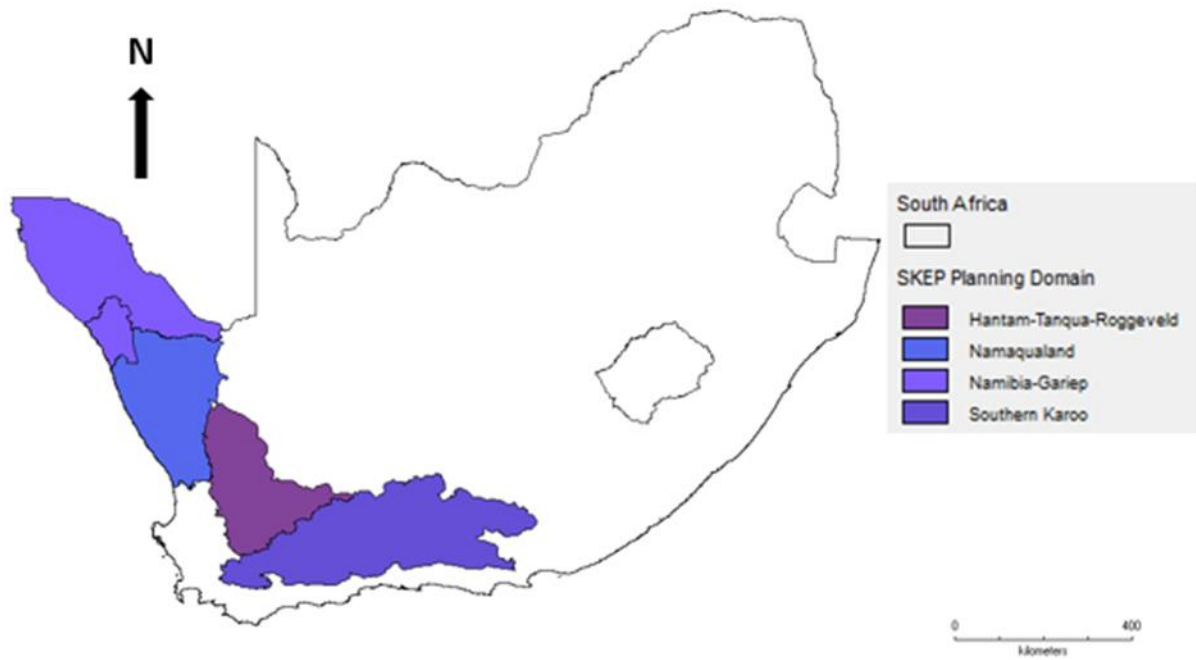 N
South Africa
SKEP Planning Domain
Hantam-Tanqua-Roggeveld
Namaqualand
Namibia-Gariep
Southern Karoo
0 400
kilometers